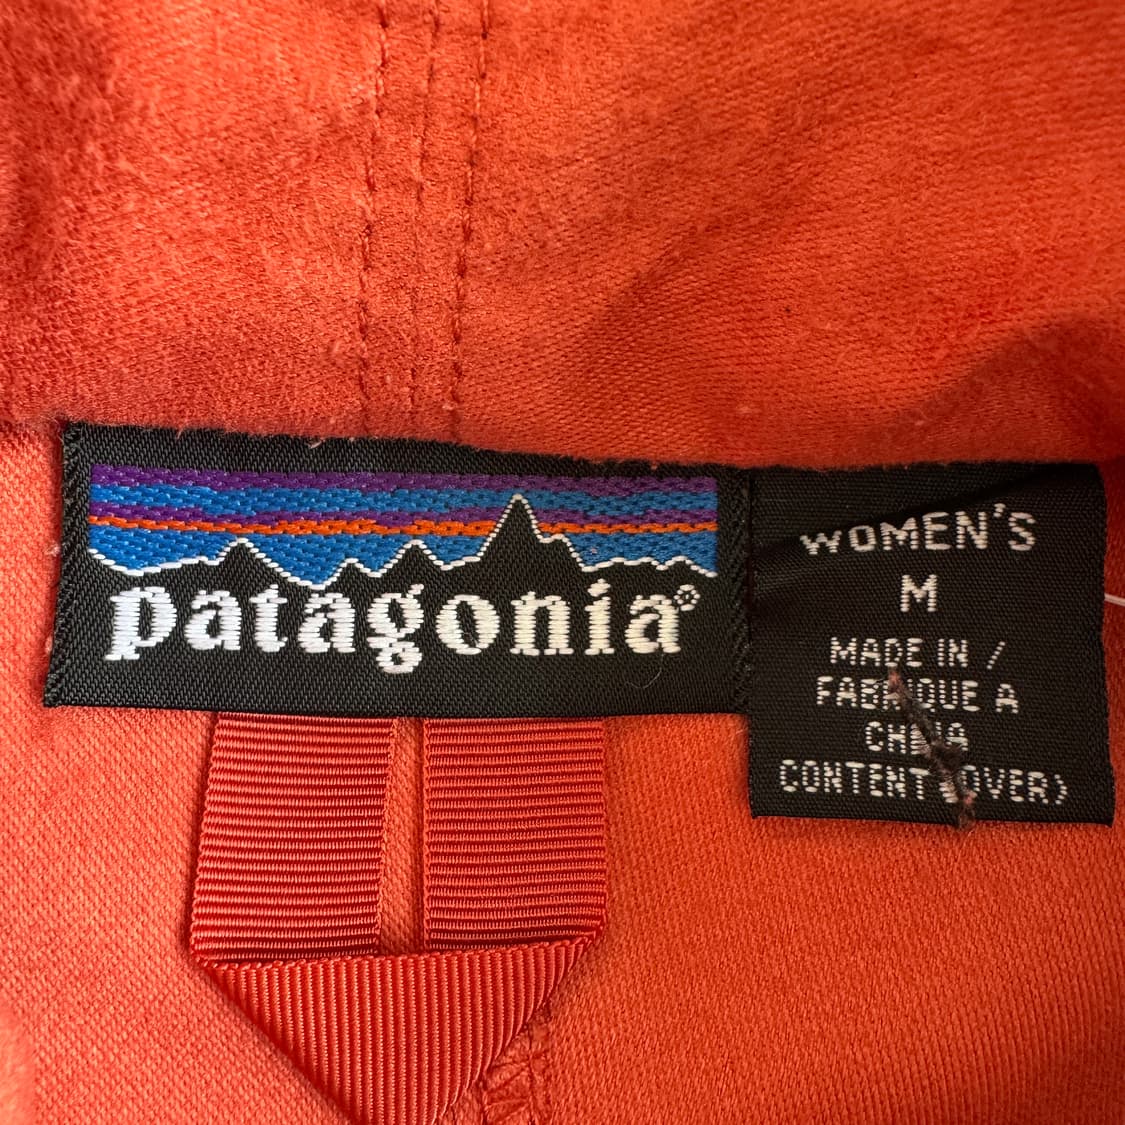 patagonia®
WOMEN'S
M
MADE IN /
FABRIQUE A
CHINA
CONTENT (OVER)